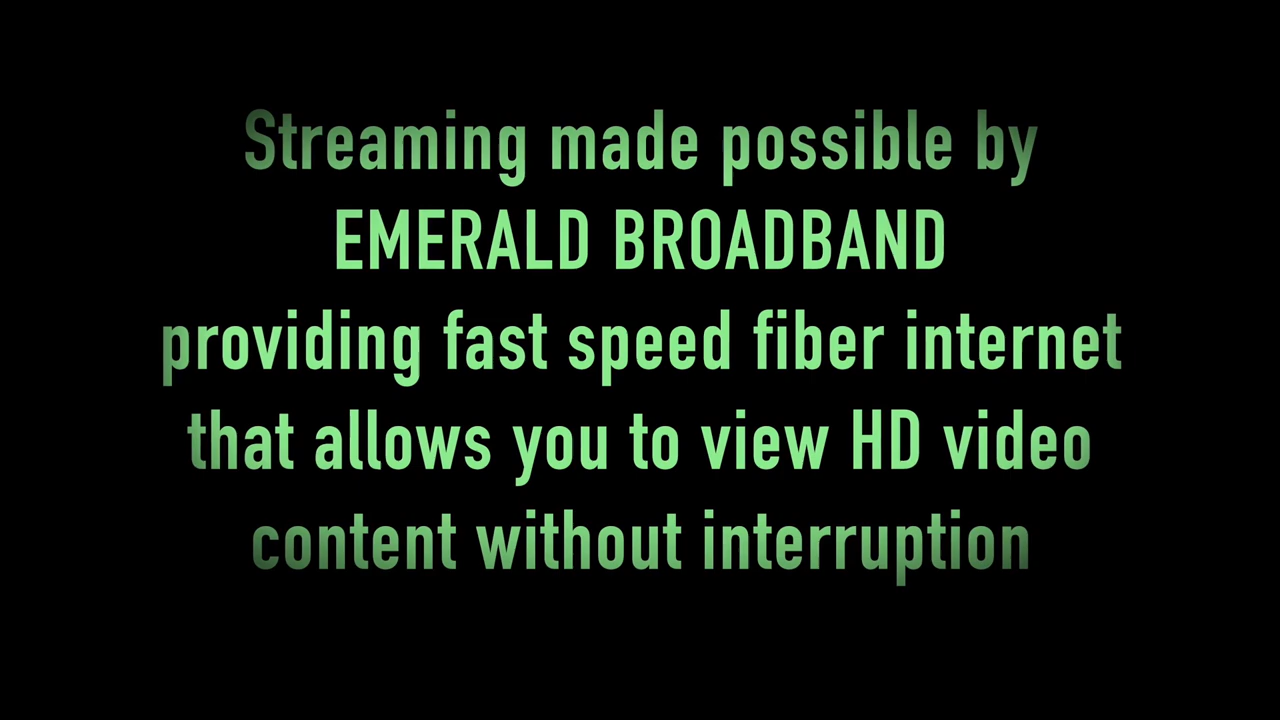 Streaming made possible by
EMERALD BROADBAND
providing fast speed fiber internet
that allows you to view HD video
content without interruption